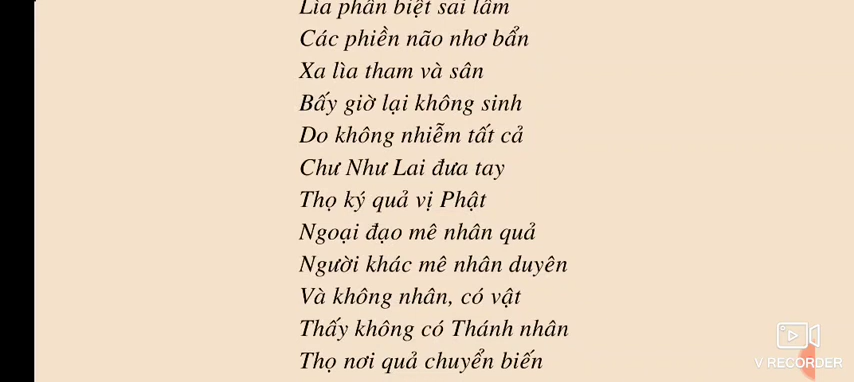 Lìa phân biệt sai lầm
Các phiền não nhơ bẩn
Xa lìa tham và sân
Bấy giờ lại không sinh
Do không nhiễm tất cả
Chư Như Lai đưa tay
Thọ ký quả vị Phật
Ngoại đạo mê nhân quả
Người khác mê nhân duyên
Và không nhân, có vật
Thấy không có Thánh nhân
Thọ nơi quả chuyển biến
V RECORDER